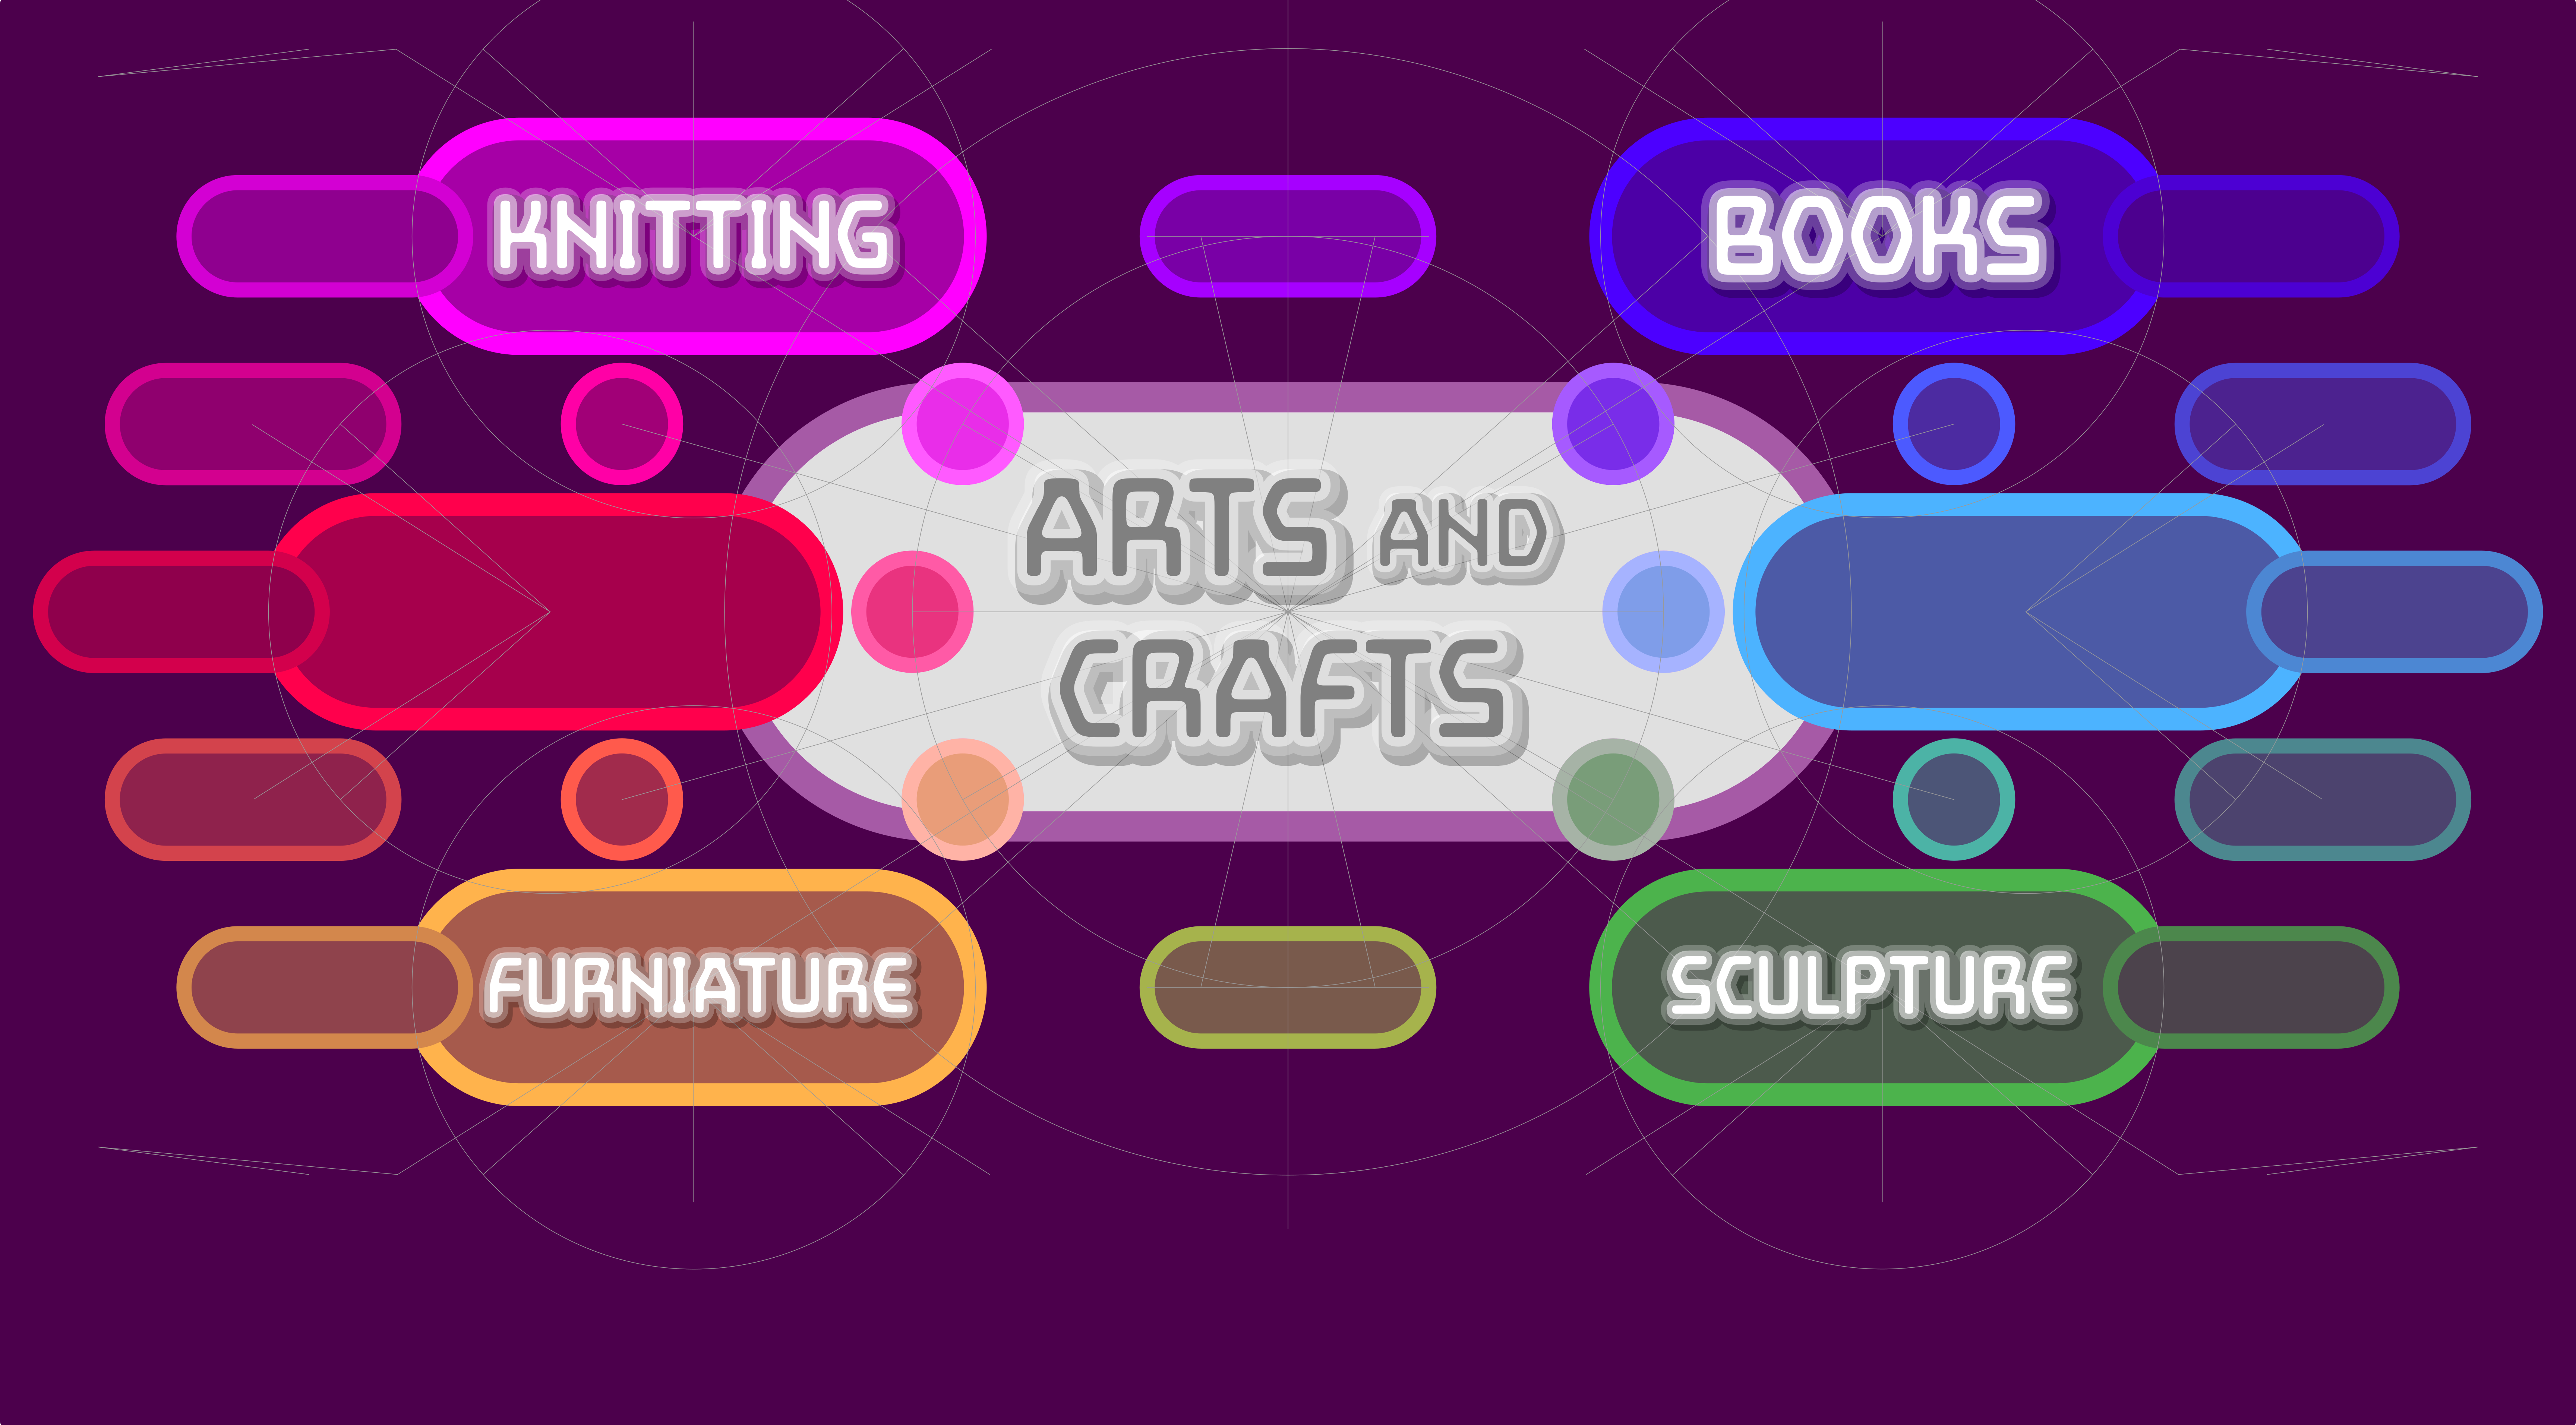 KNITTING
BOOKS
ARTS AND
CRAFTS
FURNIATURE
SCULPTURE